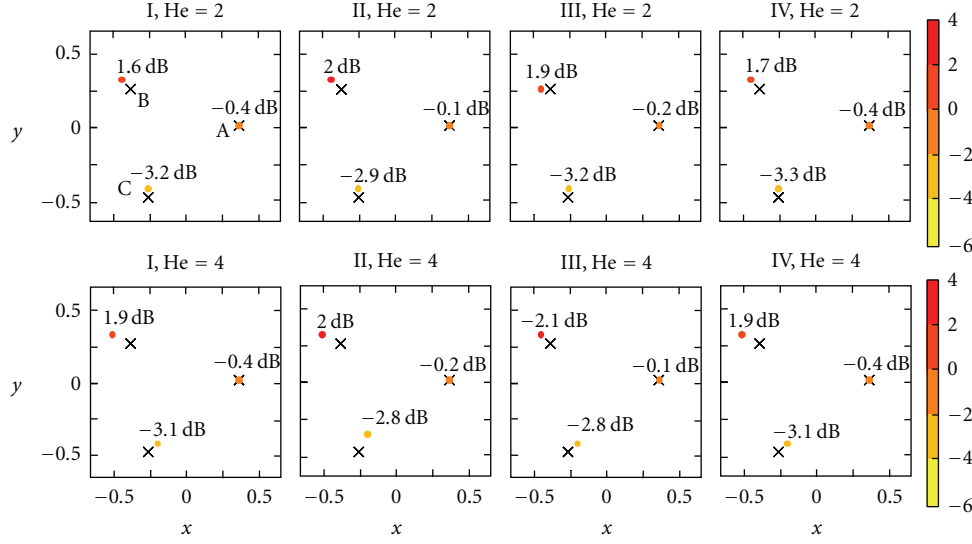 I, He = 2
II, He = 2
III, He = 2
IV, He = 2
0.5
0
−0.5
y
1.6 dB
B
−0.4 dB
A
−3.2 dB
C
2 dB
−0.1 dB
−2.9 dB
1.9 dB
−0.2 dB
−3.2 dB
1.7 dB
−0.4 dB
−3.3 dB
4
2
0
−2
−4
−6
I, He = 4
II, He = 4
III, He = 4
IV, He = 4
0.5
0
−0.5
y
1.9 dB
−0.4 dB
−3.1 dB
2 dB
−0.2 dB
−2.8 dB
−2.1 dB
−0.1 dB
−2.8 dB
1.9 dB
−0.4 dB
−3.1 dB
4
2
0
−2
−4
−6
−0.5 0 0.5
−0.5 0 0.5
−0.5 0 0.5
−0.5 0 0.5
x
x
x
x